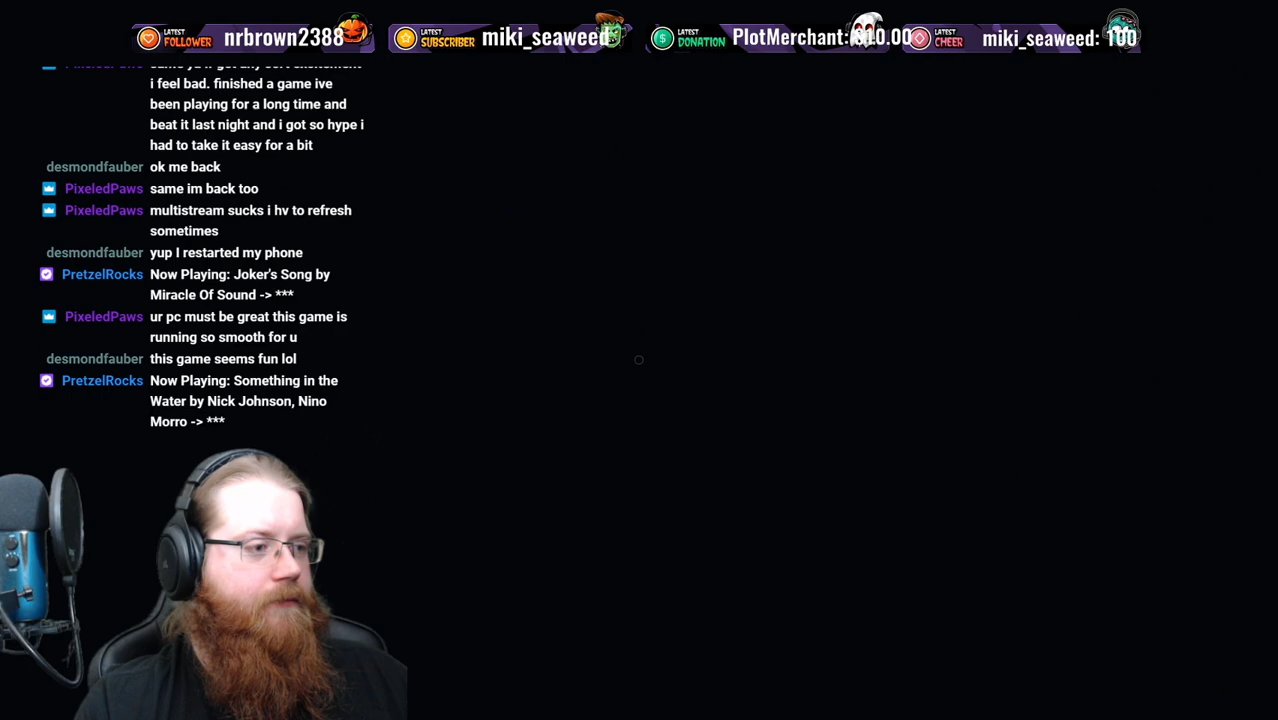 LATEST FOLLOWER nrbrown2388 LATEST SUBSCRIBER miki_seaweed LATEST DONATION PlotMerchant: $10.00 LATEST CHEER miki_seaweed: 100
i feel bad. finished a game ive
been playing for a long time and
beat it last night and i got so hype i
had to take it easy for a bit
desmondfauber ok me back
PixeledPaws same im back too
PixeledPaws multistream sucks i hv to refresh
sometimes
desmondfauber yup I restarted my phone
PretzelRocks Now Playing: Joker's Song by
Miracle Of Sound -> ***
PixeledPaws ur pc must be great this game is
running so smooth for u
desmondfauber this game seems fun lol
PretzelRocks Now Playing: Something in the
Water by Nick Johnson, Nino
Morro -> ***